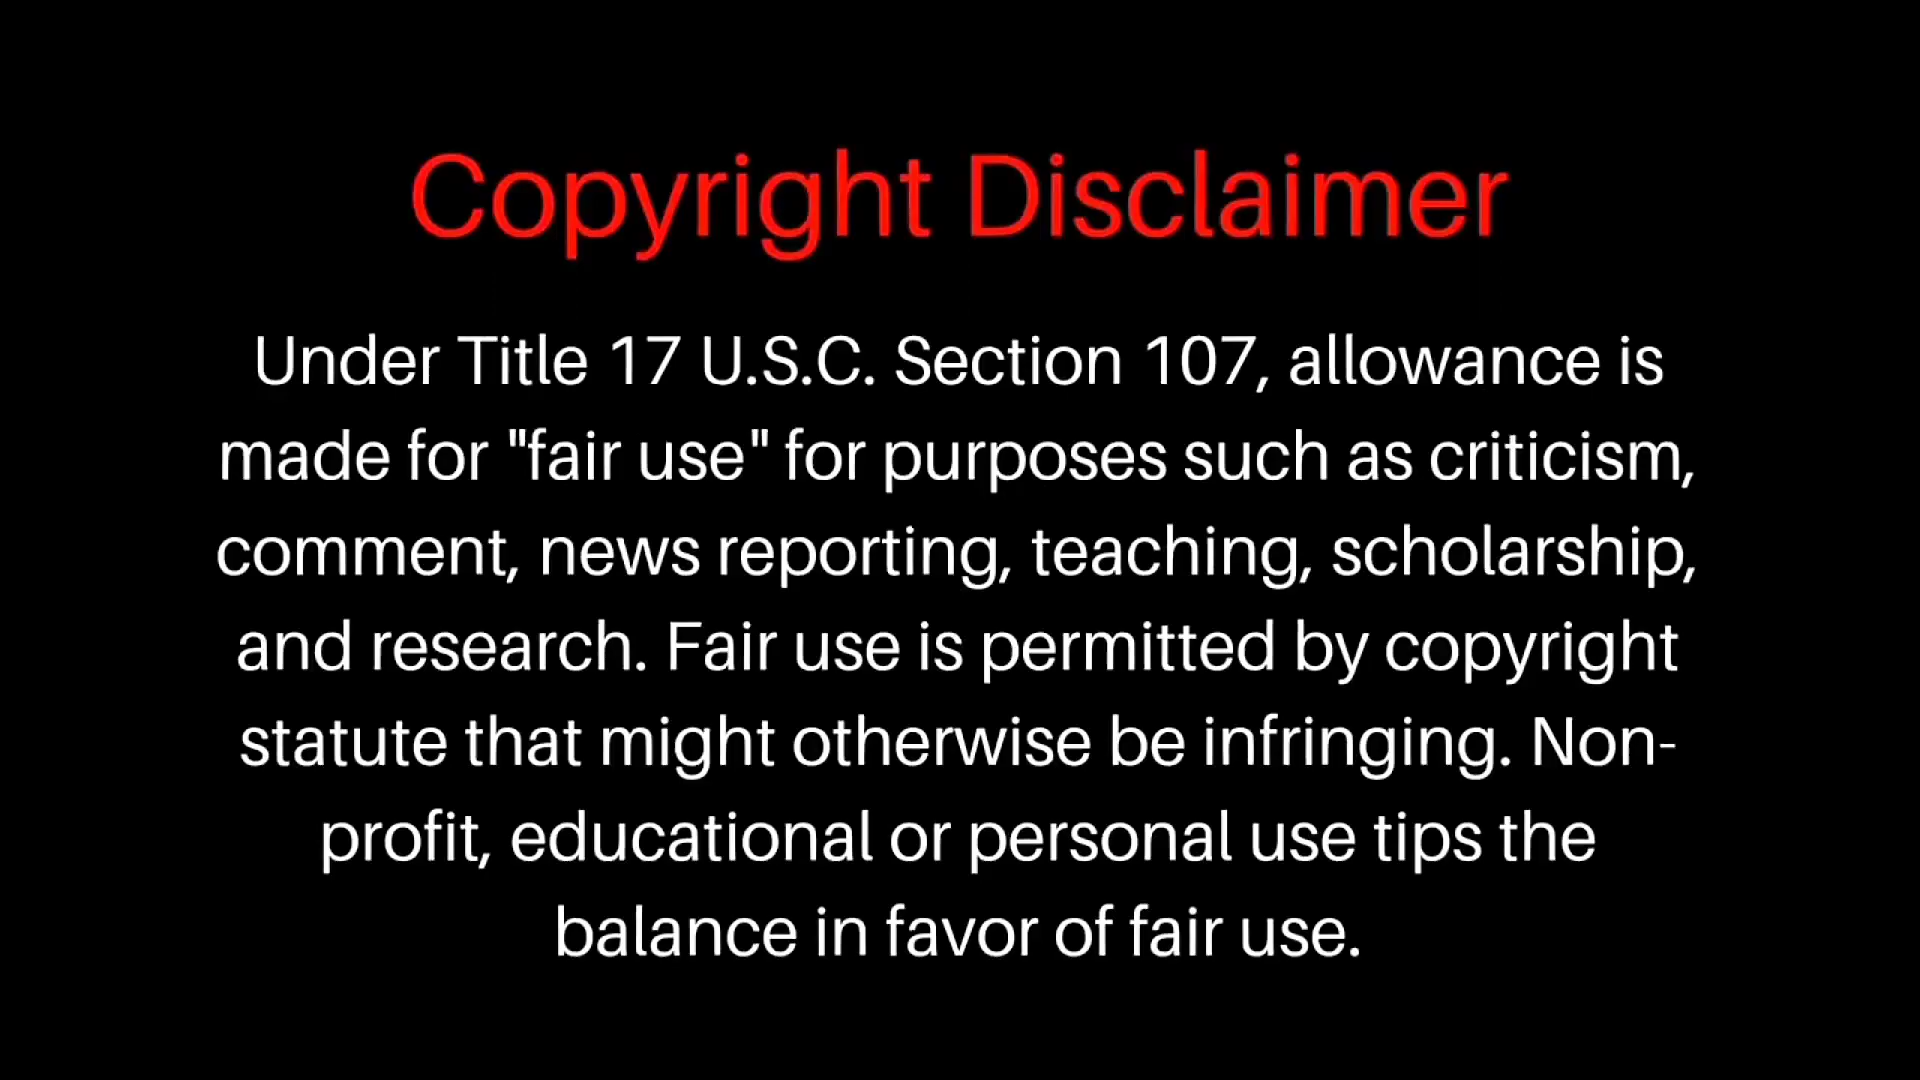 Copyright Disclaimer
Under Title 17 U.S.C. Section 107, allowance is
made for "fair use" for purposes such as criticism,
comment, news reporting, teaching, scholarship,
and research. Fair use is permitted by copyright
statute that might otherwise be infringing. Non-
profit, educational or personal use tips the
balance in favor of fair use.